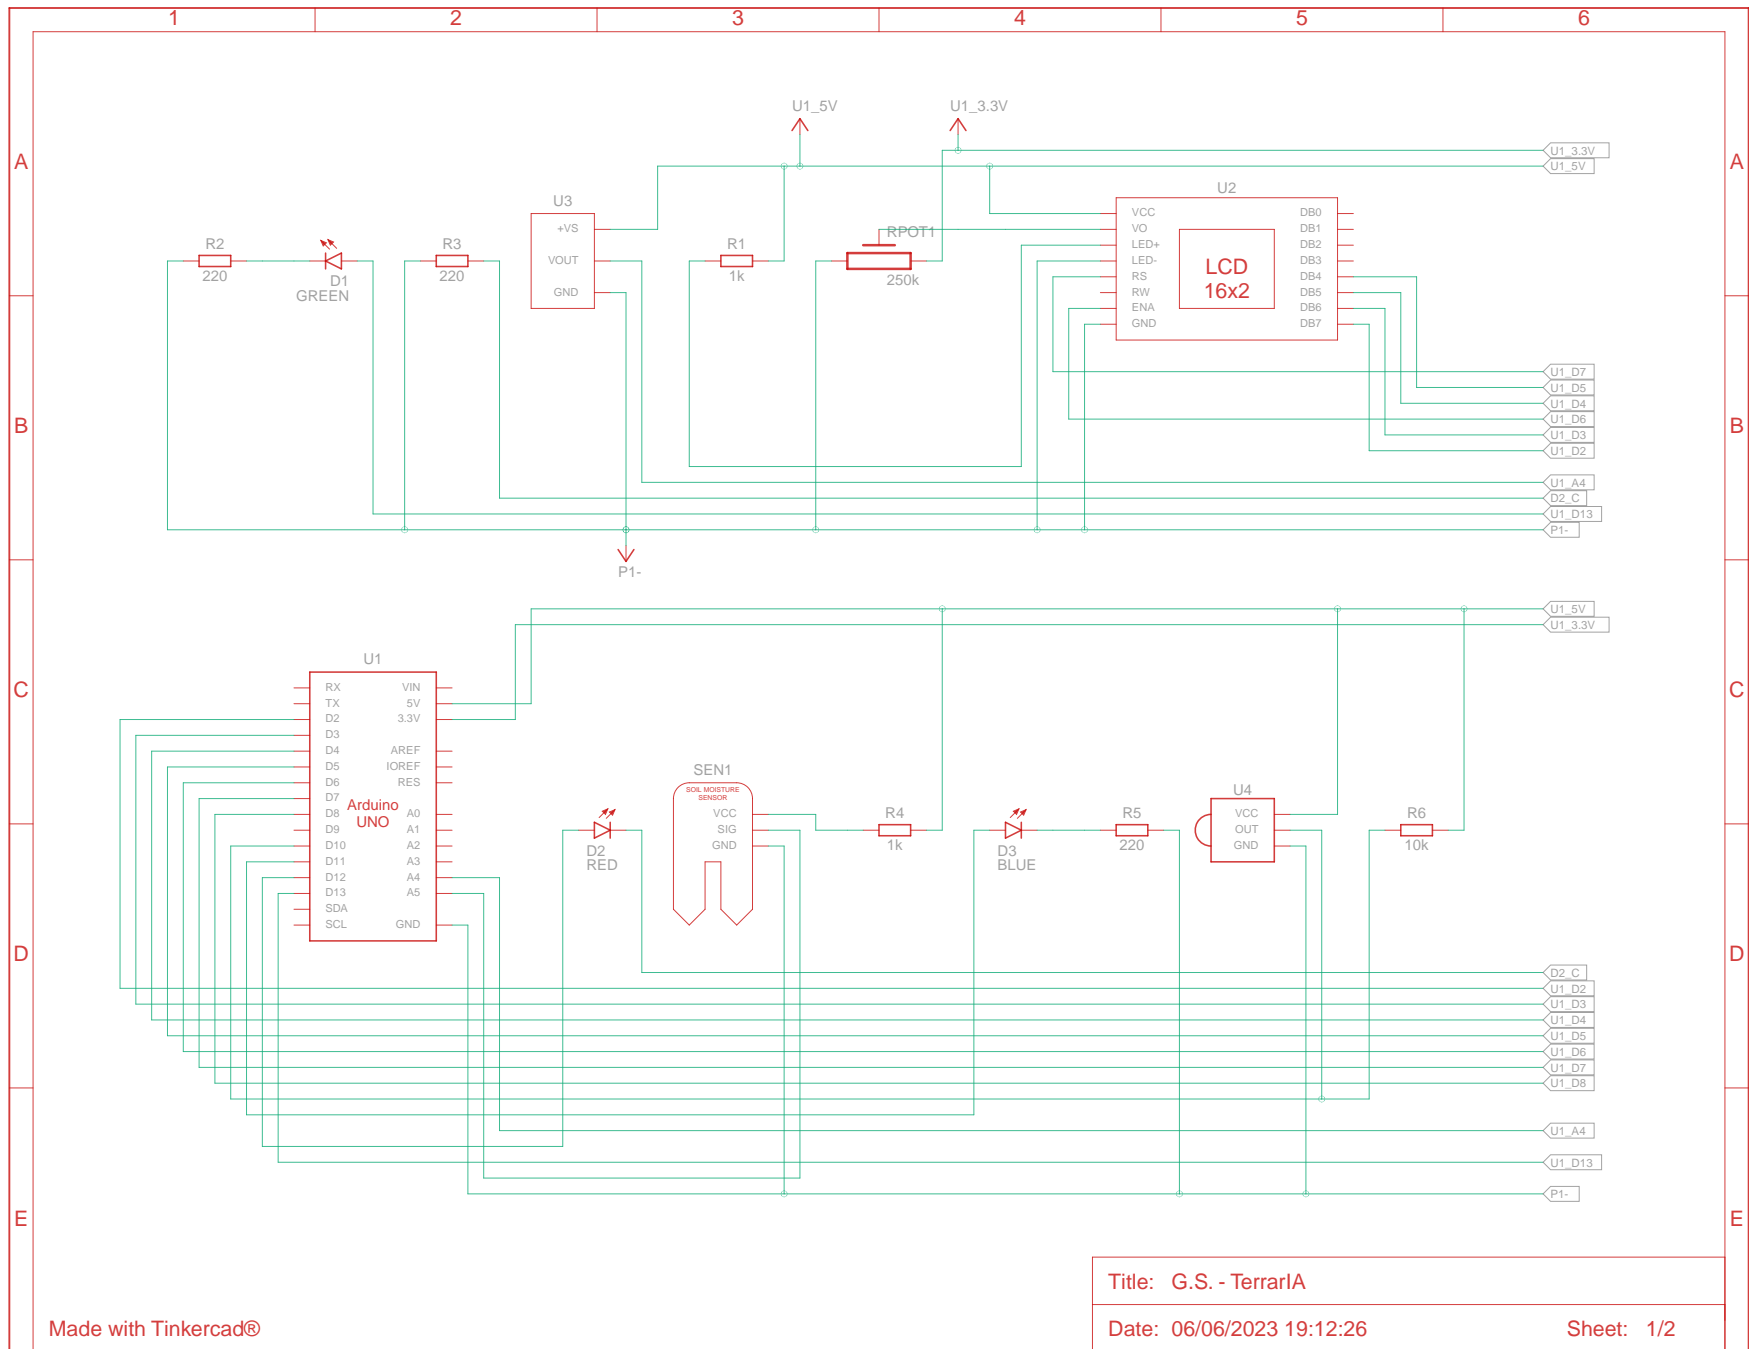 1 2 3 4 5 6
U1_5V U1_3.3V
A A
U1_3.3V
U1_5V
U3
+VS
VOUT
GND
R2
220
D1
GREEN
R3
220
R1
1k
RPOT1
250k
U2
VCC DB0
VO DB1
LED+ DB2
LED- DB3
RS DB4
RW DB5
ENA DB6
GND DB7
LCD
16x2
U1_D7
U1_D5
U1_D4
U1_D6
U1_D3
U1_D2
B B
U1_A4
D2_C
U1_D13
P1-
P1-
U1_5V
U1_3.3V
C C
U1
RX VIN
TX 5V
D2 3.3V
D3
D4 AREF
D5 IOREF
D6 RES
D7
D8 A0
D9 A1
D10 A2
D11 A3
D12 A4
D13 A5
SDA
SCL GND
Arduino
UNO
D2
RED
SEN1
SOIL MOISTURE
SENSOR
VCC
SIG
GND
R4
1k
D3
BLUE
R5
220
U4
VCC
OUT
GND
R6
10k
D D
D2_C
U1_D2
U1_D3
U1_D4
U1_D5
U1_D6
U1_D7
U1_D8
U1_A4
U1_D13
P1-
E E
Title: G.S. - TerrarIA
Made with Tinkercad®
Date: 06/06/2023 19:12:26 Sheet: 1/2